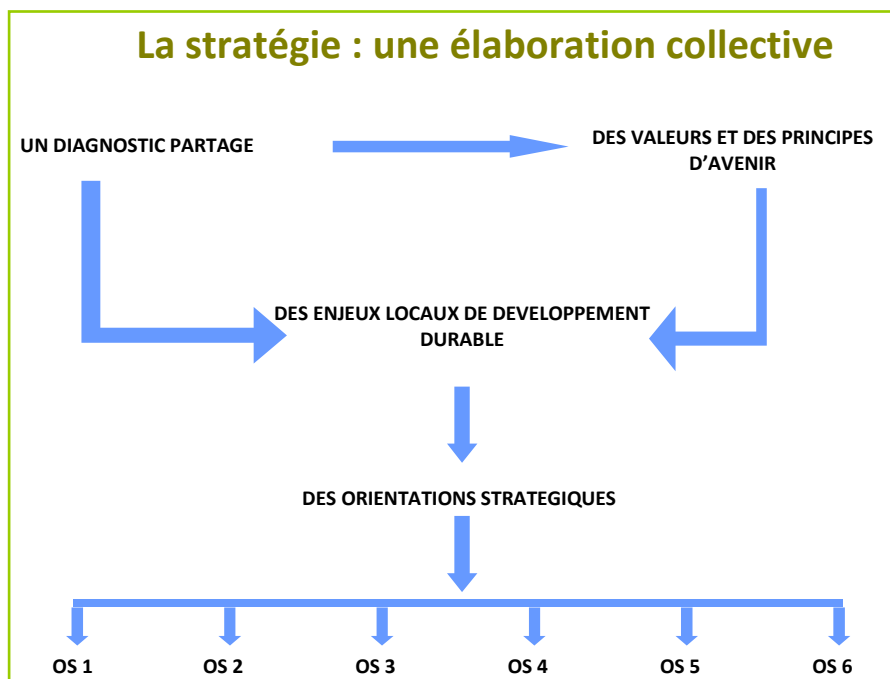 La stratégie : une élaboration collective
UN DIAGNOSTIC PARTAGE
DES VALEURS ET DES PRINCIPES
D’AVENIR
DES ENJEUX LOCAUX DE DEVELOPPEMENT
DURABLE
DES ORIENTATIONS STRATEGIQUES
OS 1
OS 2
OS 3
OS 4
OS 5
OS 6